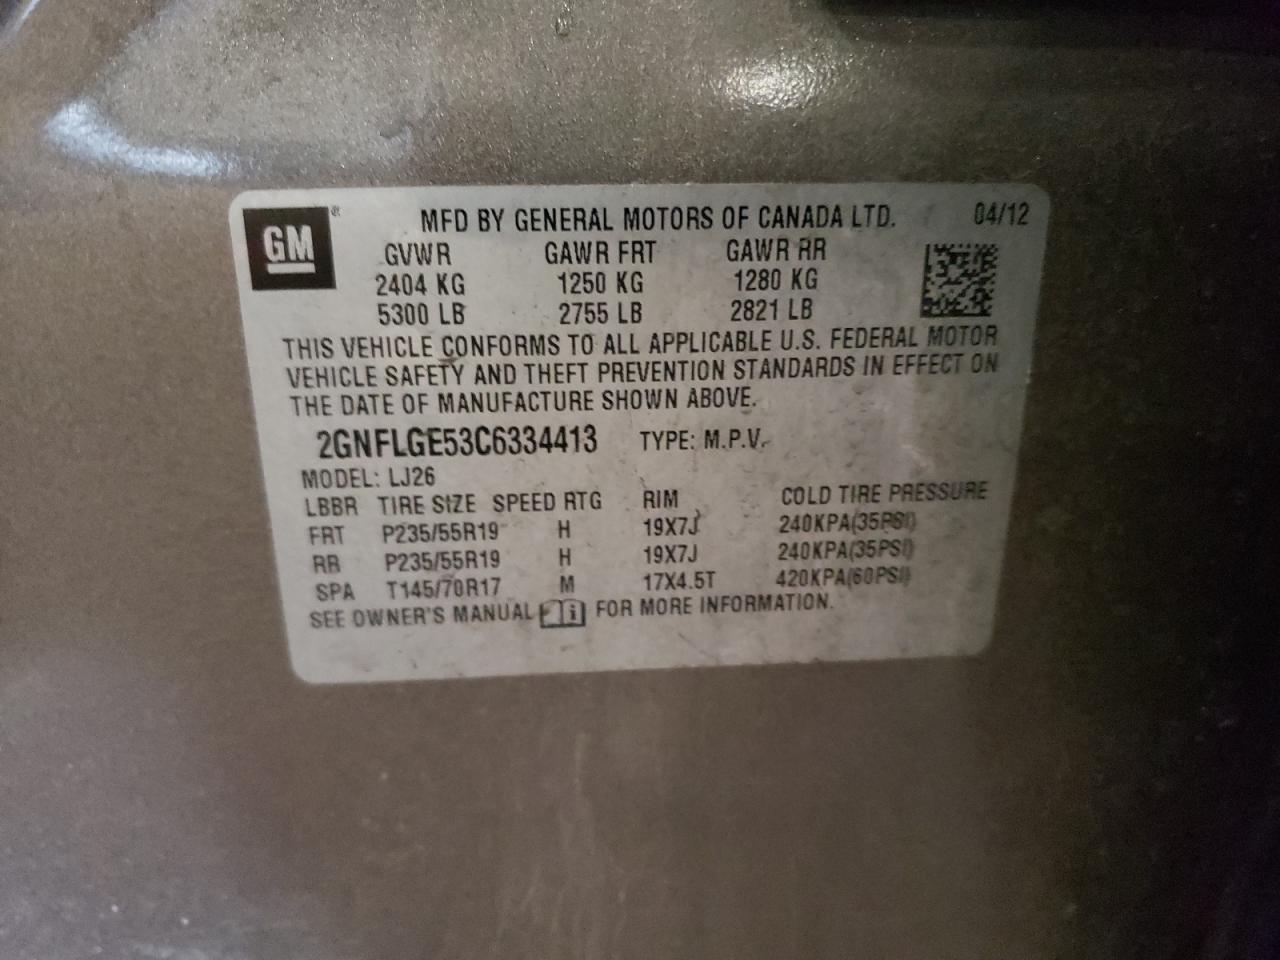 GM® MFD BY GENERAL MOTORS OF CANADA LTD. 04/12
GVWR GAWR FRT GAWR RR
2404 KG 1250 KG 1280 KG
5300 LB 2755 LB 2821 LB
THIS VEHICLE CONFORMS TO ALL APPLICABLE U.S. FEDERAL MOTOR
VEHICLE SAFETY AND THEFT PREVENTION STANDARDS IN EFFECT ON
THE DATE OF MANUFACTURE SHOWN ABOVE.
2GNFLGE53C6334413 TYPE: M.P.V.
MODEL: LJ26
LBBR TIRE SIZE SPEED RTG RIM COLD TIRE PRESSURE
FRT P235/55R19 H 19X7J 240KPA(35PSI)
RR P235/55R19 H 19X7J 240KPA(35PSI)
SPA T145/70R17 M 17X4.5T 420KPA(60PSI)
SEE OWNER'S MANUAL i FOR MORE INFORMATION.